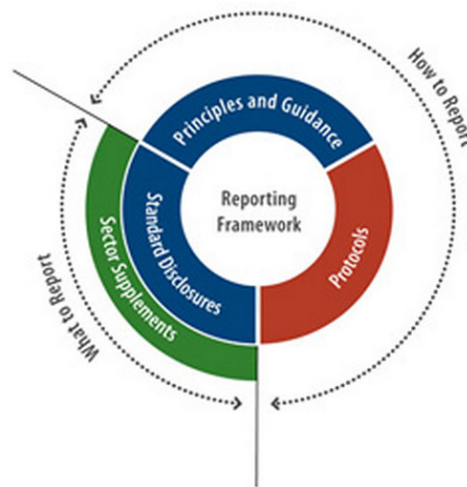 How to Report
Principles and Guidance
Reporting
Framework
Standard Disclosures
Sector Supplements
Protocols
What to Report